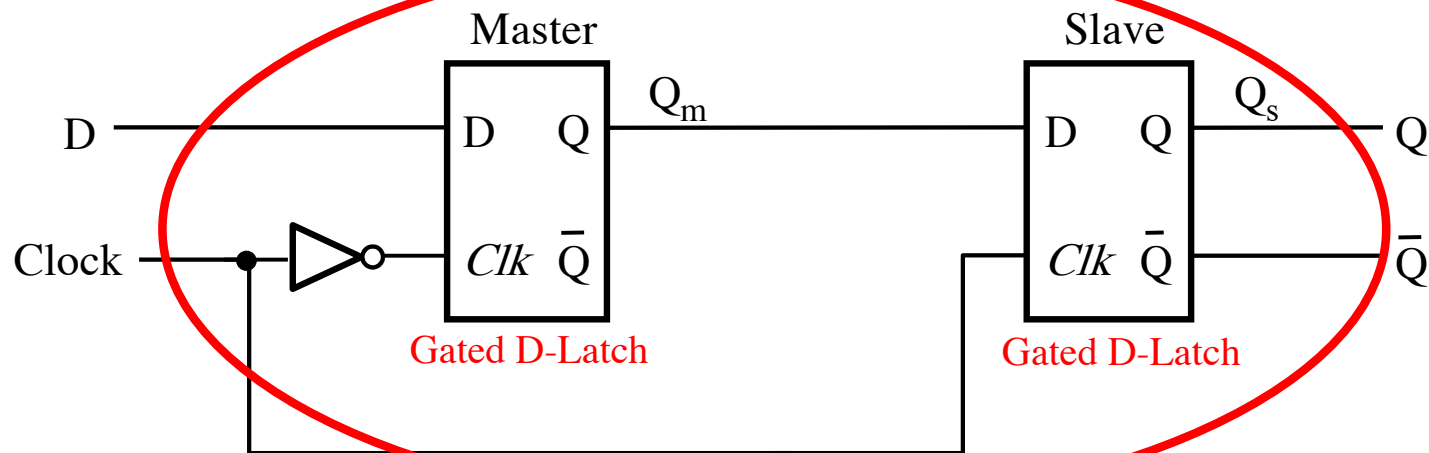 Master
Slave
D
D Q
Qm
D Q
Qs
Q
Clock
Clk Q̅
Clk Q̅
Q̅
Gated D-Latch
Gated D-Latch